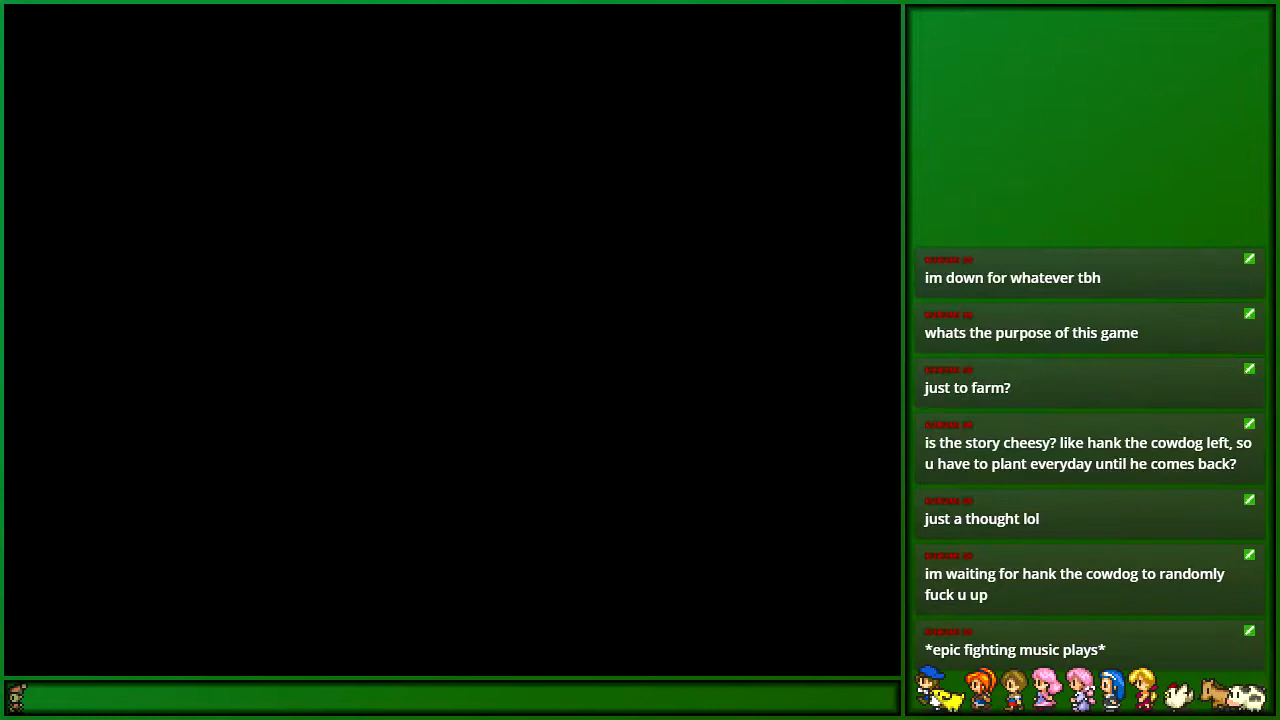 im down for whatever tbh
whats the purpose of this game
just to farm?
is the story cheesy? like hank the cowdog left, so
u have to plant everyday until he comes back?
just a thought lol
im waiting for hank the cowdog to randomly
fuck u up
*epic fighting music plays*